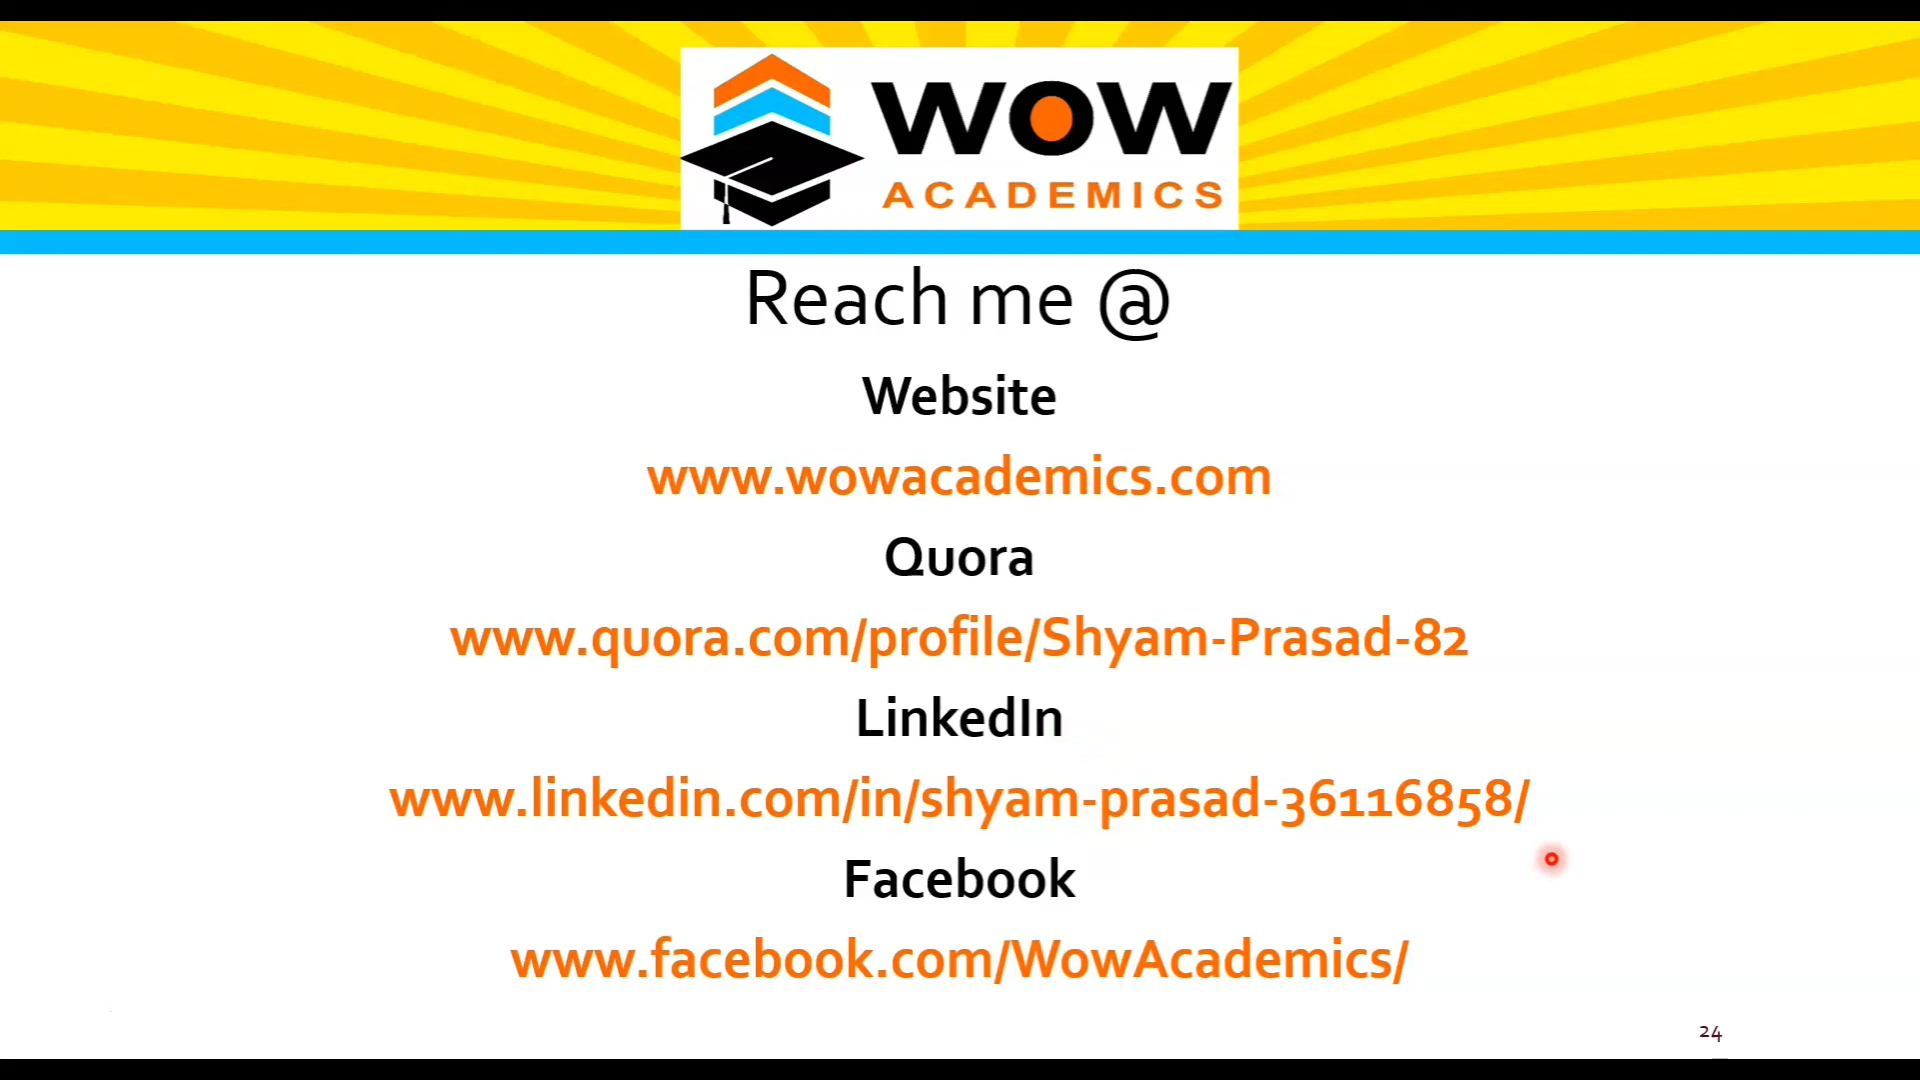 WOW
ACADEMICS
Reach me @
Website
www.wowacademics.com
Quora
www.quora.com/profile/Shyam-Prasad-82
LinkedIn
www.linkedin.com/in/shyam-prasad-36116858/
Facebook
www.facebook.com/WowAcademics/
24